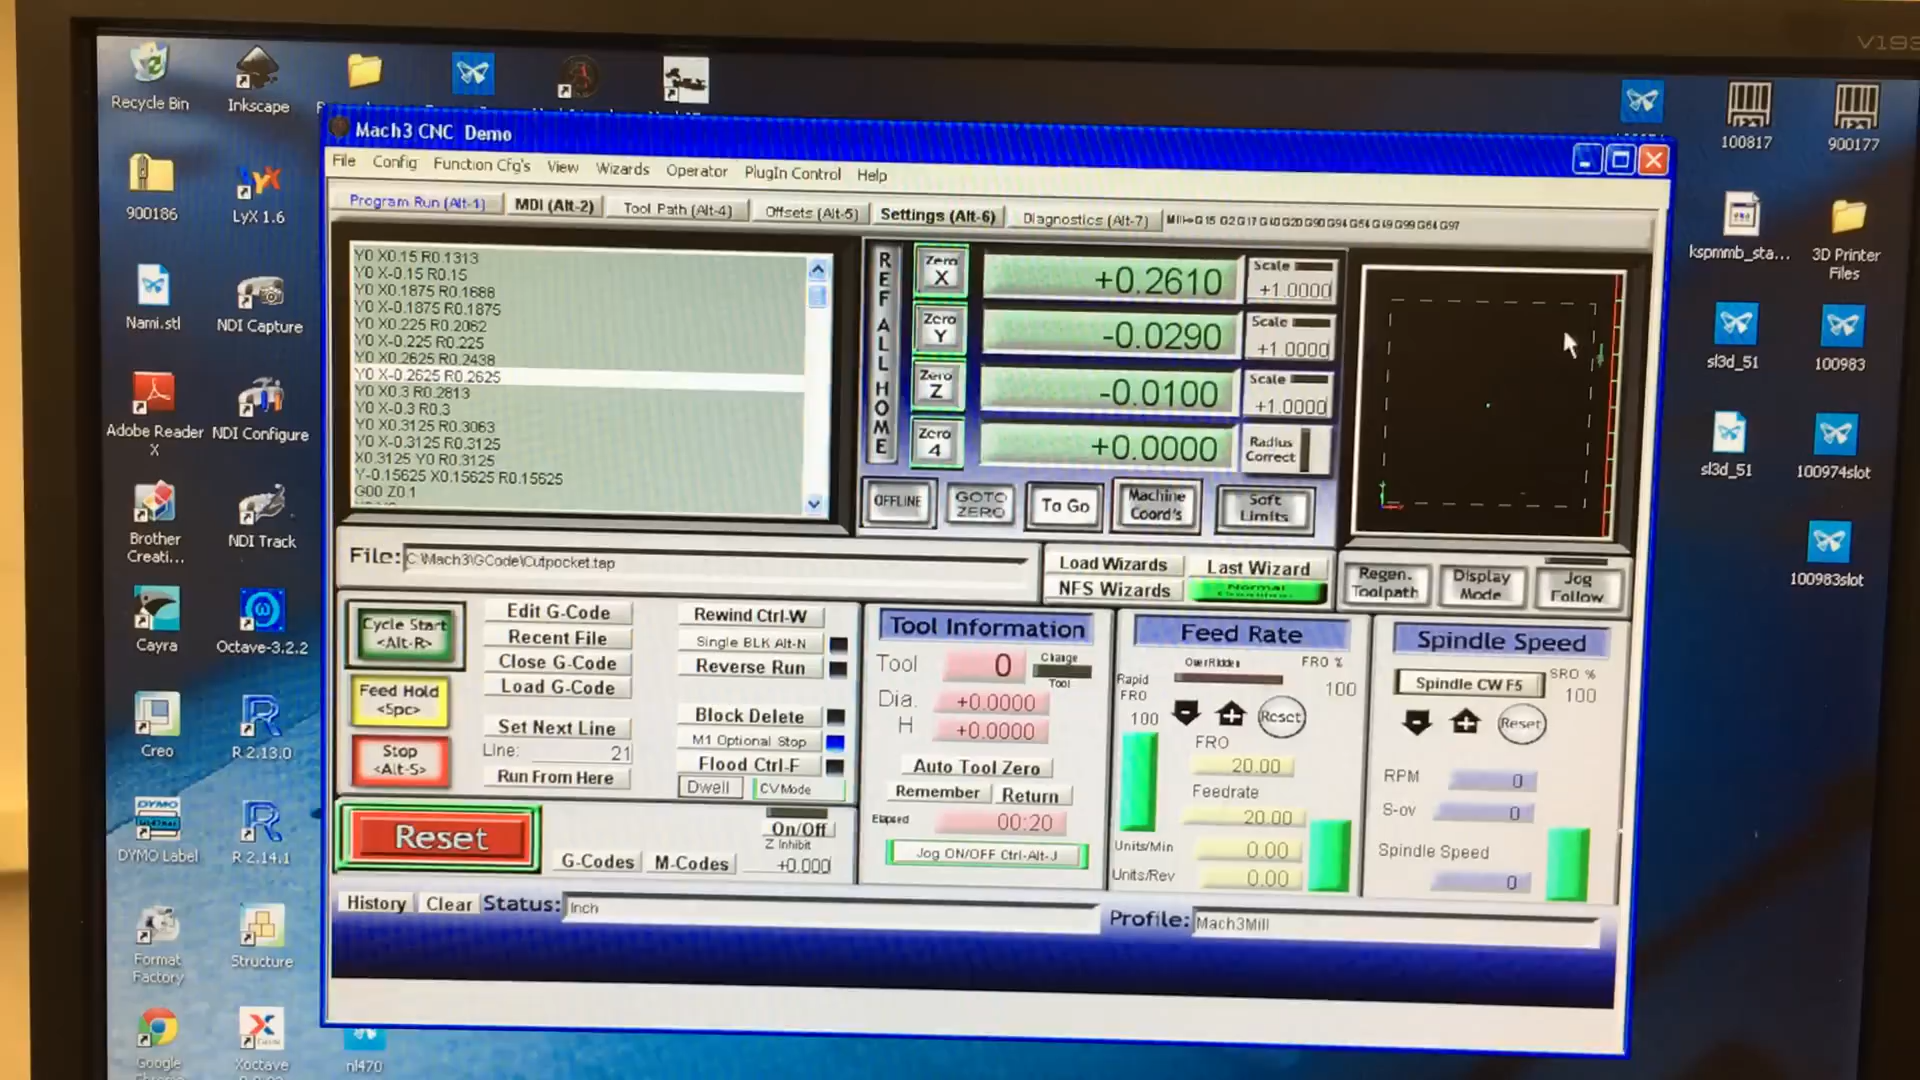 V193
Recycle Bin
Inkscape
100817
900177
Mach3 CNC Demo
File Config Function Cfg's View Wizards Operator PlugIn Control Help
Program Run (Alt-1) MDI (Alt-2) Tool Path (Alt-4) Offsets (Alt-5) Settings (Alt-6) Diagnostics (Alt-7) Mill->G15 G2 G17 G40 G20 G90 G94 G54 G49 G99 G64 G97
900186
LyX 1.6
Nami.stl
NDI Capture
Adobe Reader X
NDI Configure
Brother Creati...
NDI Track
Cayra
Octave-3.2.2
Creo
R 2.13.0
DYMO Label
R 2.14.1
Format Factory
Structure
Google
Xoctave
nl470
kspmmb_sta...
3D Printer Files
sl3d_51
100983
sl3d_51
100974slot
100983slot
Y0 X0.15 R0.1313
Y0 X-0.15 R0.15
Y0 X0.1875 R0.1688
Y0 X-0.1875 R0.1875
Y0 X0.225 R0.2062
Y0 X-0.225 R0.225
Y0 X0.2625 R0.2438
Y0 X-0.2625 R0.2625
Y0 X0.3 R0.2813
Y0 X-0.3 R0.3
Y0 X0.3125 R0.3063
Y0 X-0.3125 R0.3125
X0.3125 Y0 R0.3125
Y-0.15625 X0.15625 R0.15625
G00 Z0.1
REF ALL HOME
Zero X +0.2610 Scale +1.0000
Zero Y -0.0290 Scale +1.0000
Zero Z -0.0100 Scale +1.0000
Zero 4 +0.0000 Radius Correct
OFFLINE GOTO ZERO To Go Machine Coord's Soft Limits
File: C:\Mach3\GCode\Cutpocket.tap
Load Wizards Last Wizard
NFS Wizards Normal
Regen. Toolpath Display Mode Jog Follow
Cycle Start <Alt-R>
Feed Hold <Spc>
Stop <Alt-S>
Reset
Edit G-Code
Recent File
Close G-Code
Load G-Code
Set Next Line
Line: 21
Run From Here
Rewind Ctrl-W
Single BLK Alt-N
Reverse Run
Block Delete
M1 Optional Stop
Flood Ctrl-F
Dwell CV Mode
On/Off
Z Inhibit
+0.000
G-Codes M-Codes
Tool Information
Tool 0 Change Tool
Dia. +0.0000
H +0.0000
Auto Tool Zero
Remember Return
Elapsed 00:20
Jog ON/OFF Ctrl-Alt-J
Feed Rate
OverRidden FRO %
Rapid FRO 100
100
Reset
FRO
20.00
Feedrate
20.00
Units/Min 0.00
Units/Rev 0.00
Spindle Speed
Spindle CW F5 SRO %
100
Reset
RPM 0
S-ov 0
Spindle Speed
0
History Clear Status: Inch
Profile: Mach3Mill